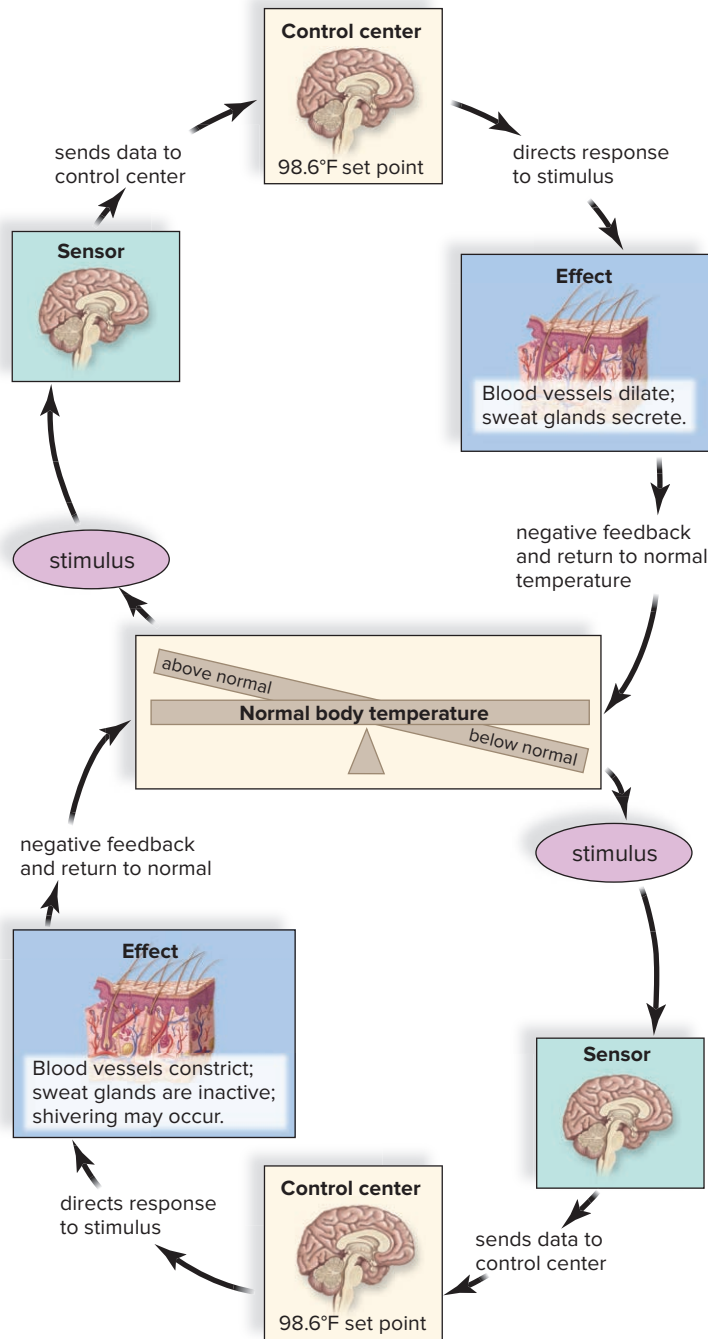 Control center
98.6°F set point
directs response
to stimulus
Effect
Blood vessels dilate;
sweat glands secrete.
negative feedback
and return to normal
temperature
sends data to
control center
Sensor
stimulus
above normal
Normal body temperature
below normal
stimulus
Sensor
sends data to
control center
Control center
98.6°F set point
directs response
to stimulus
Effect
Blood vessels constrict;
sweat glands are inactive;
shivering may occur.
negative feedback
and return to normal